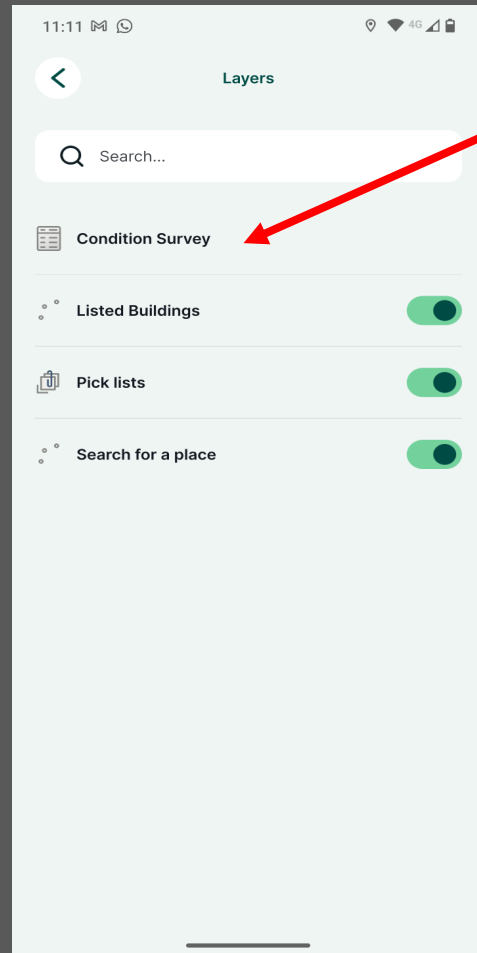 11:11 4G
Layers
Search...
Condition Survey
Listed Buildings
Pick lists
Search for a place